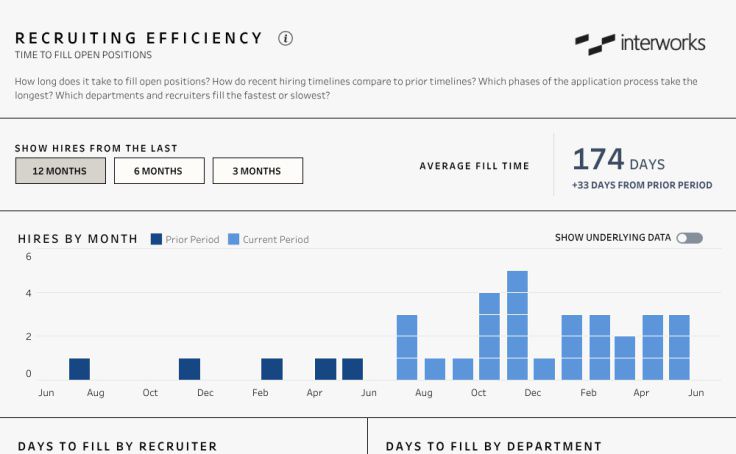 RECRUITING EFFICIENCY i
interworks
TIME TO FILL OPEN POSITIONS
How long does it take to fill open positions? How do recent hiring timelines compare to prior timelines? Which phases of the application process take the
longest? Which departments and recruiters fill the fastest or slowest?
SHOW HIRES FROM THE LAST
12 MONTHS 6 MONTHS 3 MONTHS
AVERAGE FILL TIME
174 DAYS
+33 DAYS FROM PRIOR PERIOD
HIRES BY MONTH Prior Period Current Period SHOW UNDERLYING DATA
6
4
2
0
Jun Aug Oct Dec Feb Apr Jun Aug Oct Dec Feb Apr Jun
DAYS TO FILL BY RECRUITER DAYS TO FILL BY DEPARTMENT